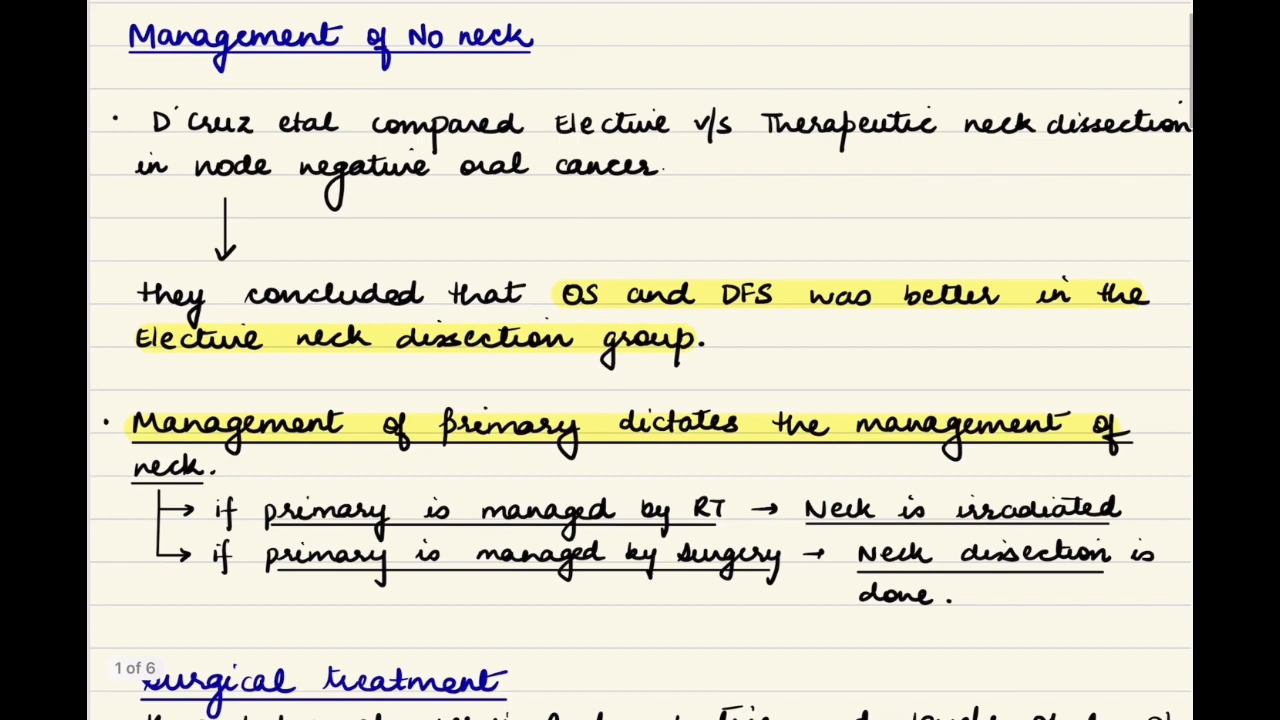 Management of No neck
• D'Cruz etal compared Elective v/s Therapeutic neck dissection
in node negative oral cancer.
they concluded that OS and DFS was better in the
Elective neck dissection group.
• Management of primary dictates the management of
neck.
→ if primary is managed by RT → Neck is irradiated
→ if primary is managed by surgery → Neck dissection is
done.
1 of 6
Surgical treatment